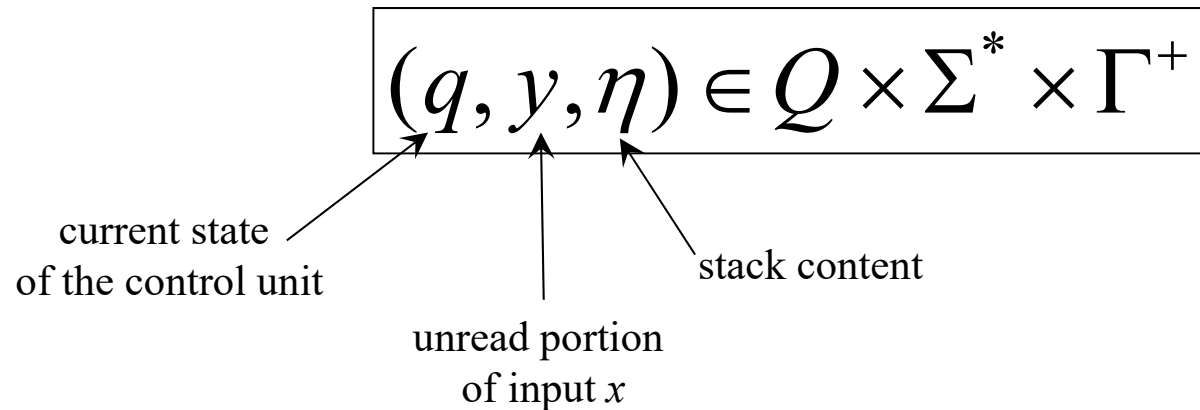 (q, y, η) ∈ Q × Σ* × Γ⁺
current state
of the control unit
stack content
unread portion
of input x